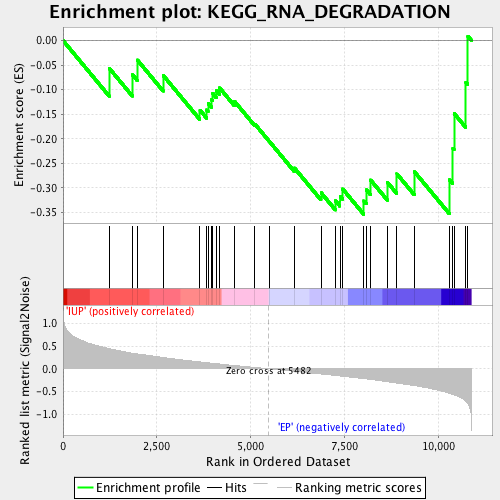 Enrichment plot: KEGG_RNA_DEGRADATION
Enrichment score (ES)
0.00
-0.05
-0.10
-0.15
-0.20
-0.25
-0.30
-0.35
'IUP' (positively correlated)
Ranked list metric (Signal2Noise)
1.0
0.5
0.0
-0.5
-1.0
Zero cross at 5482
'EP' (negatively correlated)
0
2,500
5,000
7,500
10,000
Rank in Ordered Dataset
Enrichment profile
Hits
Ranking metric scores